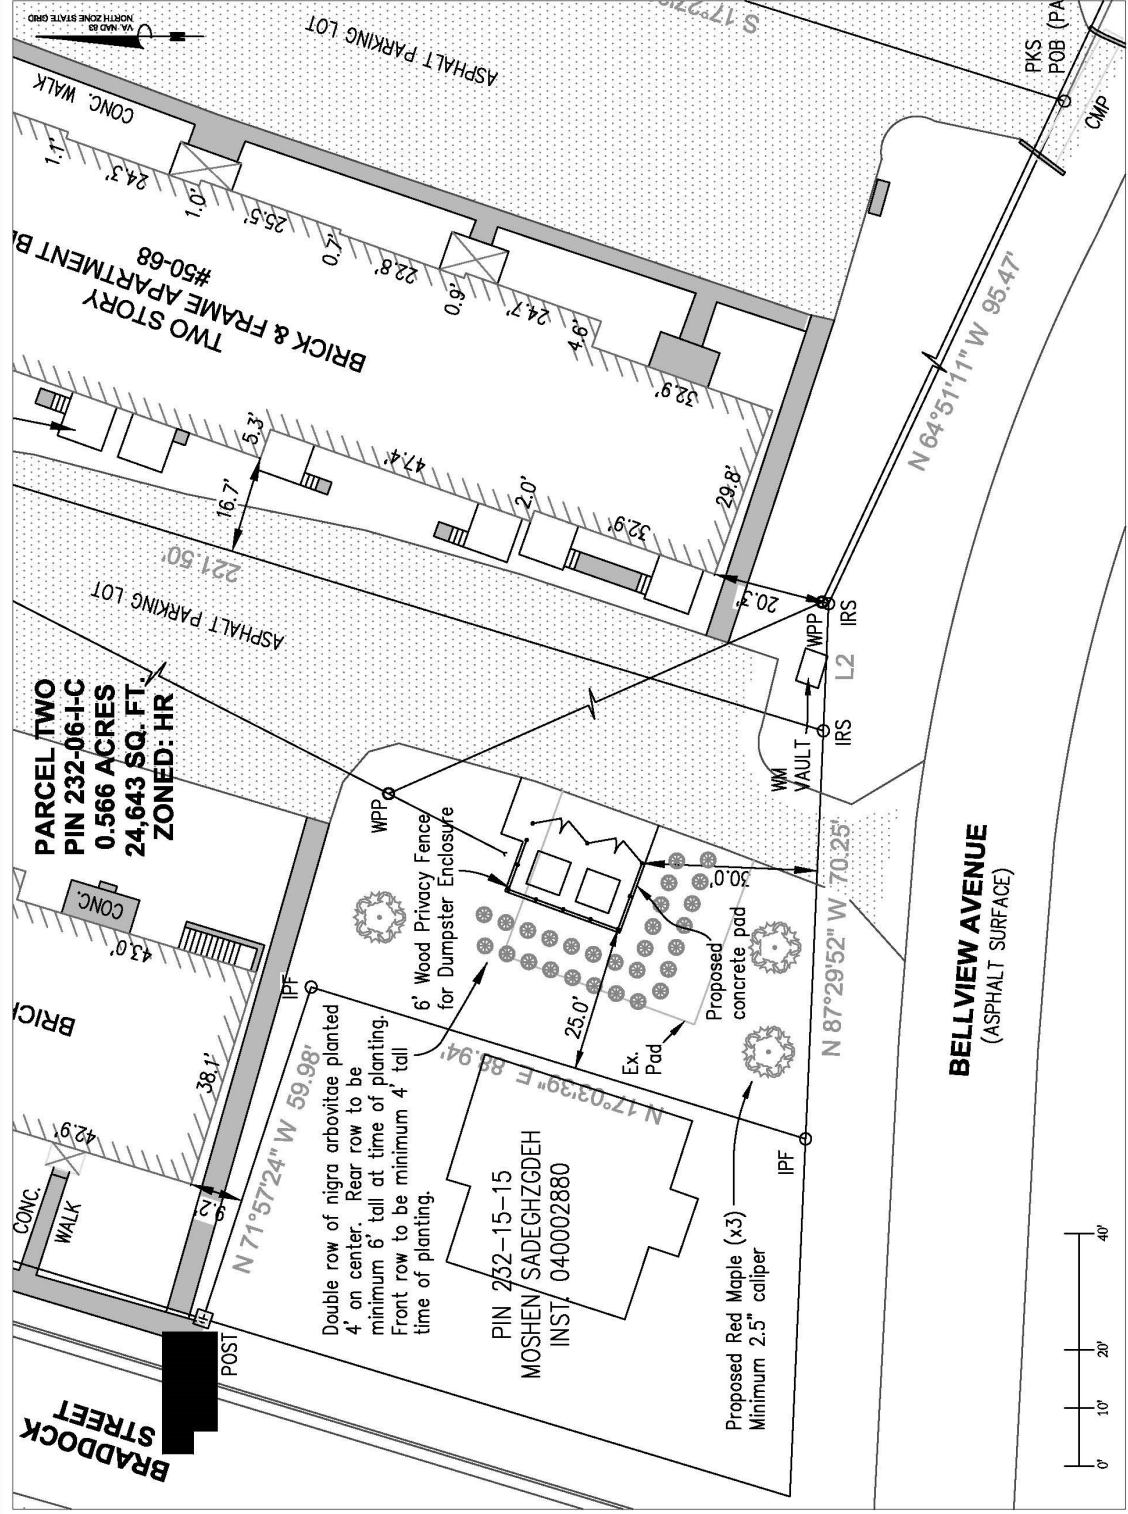 VA. NAD 83
NORTH ZONE STATE GRID
N
ASPHALT PARKING LOT
S 17°27'
PKS
POB (PA
CMP
CONC. WALK
1.1'
24.3'
1.0'
25.5'
0.7'
22.8'
0.9'
24.7'
4.6'
32.9'
TWO STORY
BRICK & FRAME APARTMENT B
#50-68
5.3'
16.7'
47.4'
2.0'
32.9'
29.8'
20.3'
N 64°51'11" W 95.47'
221.50'
ASPHALT PARKING LOT
WPP
IRS
L2
IRS
WM
VAULT
PARCEL TWO
PIN 232-06-I-C
0.566 ACRES
24,643 SQ. FT.
ZONED: HR
WPP
6' Wood Privacy Fence
for Dumpster Enclosure
30.0'
Proposed
concrete pad
25.0'
Ex.
Pad
CONC.
43.0'
BRICK
38.1'
42.9'
CONC.
WALK
9.2'
IPF
N 71°57'24" W 59.98'
N 17°03'39" E 88.94'
N 87°29'52" W 70.25'
BELLVIEW AVENUE
(ASPHALT SURFACE)
Double row of nigra arbovitae planted
4' on center. Rear row to be
minimum 6' tall at time of planting.
Front row to be minimum 4' tall
time of planting.
PIN 232-15-15
MOSHEN SADEGHZGDEH
INST. 040002880
IPF
Proposed Red Maple (x3)
Minimum 2.5" caliper
POST
BRADDOCK
STREET
0' 10' 20' 40'